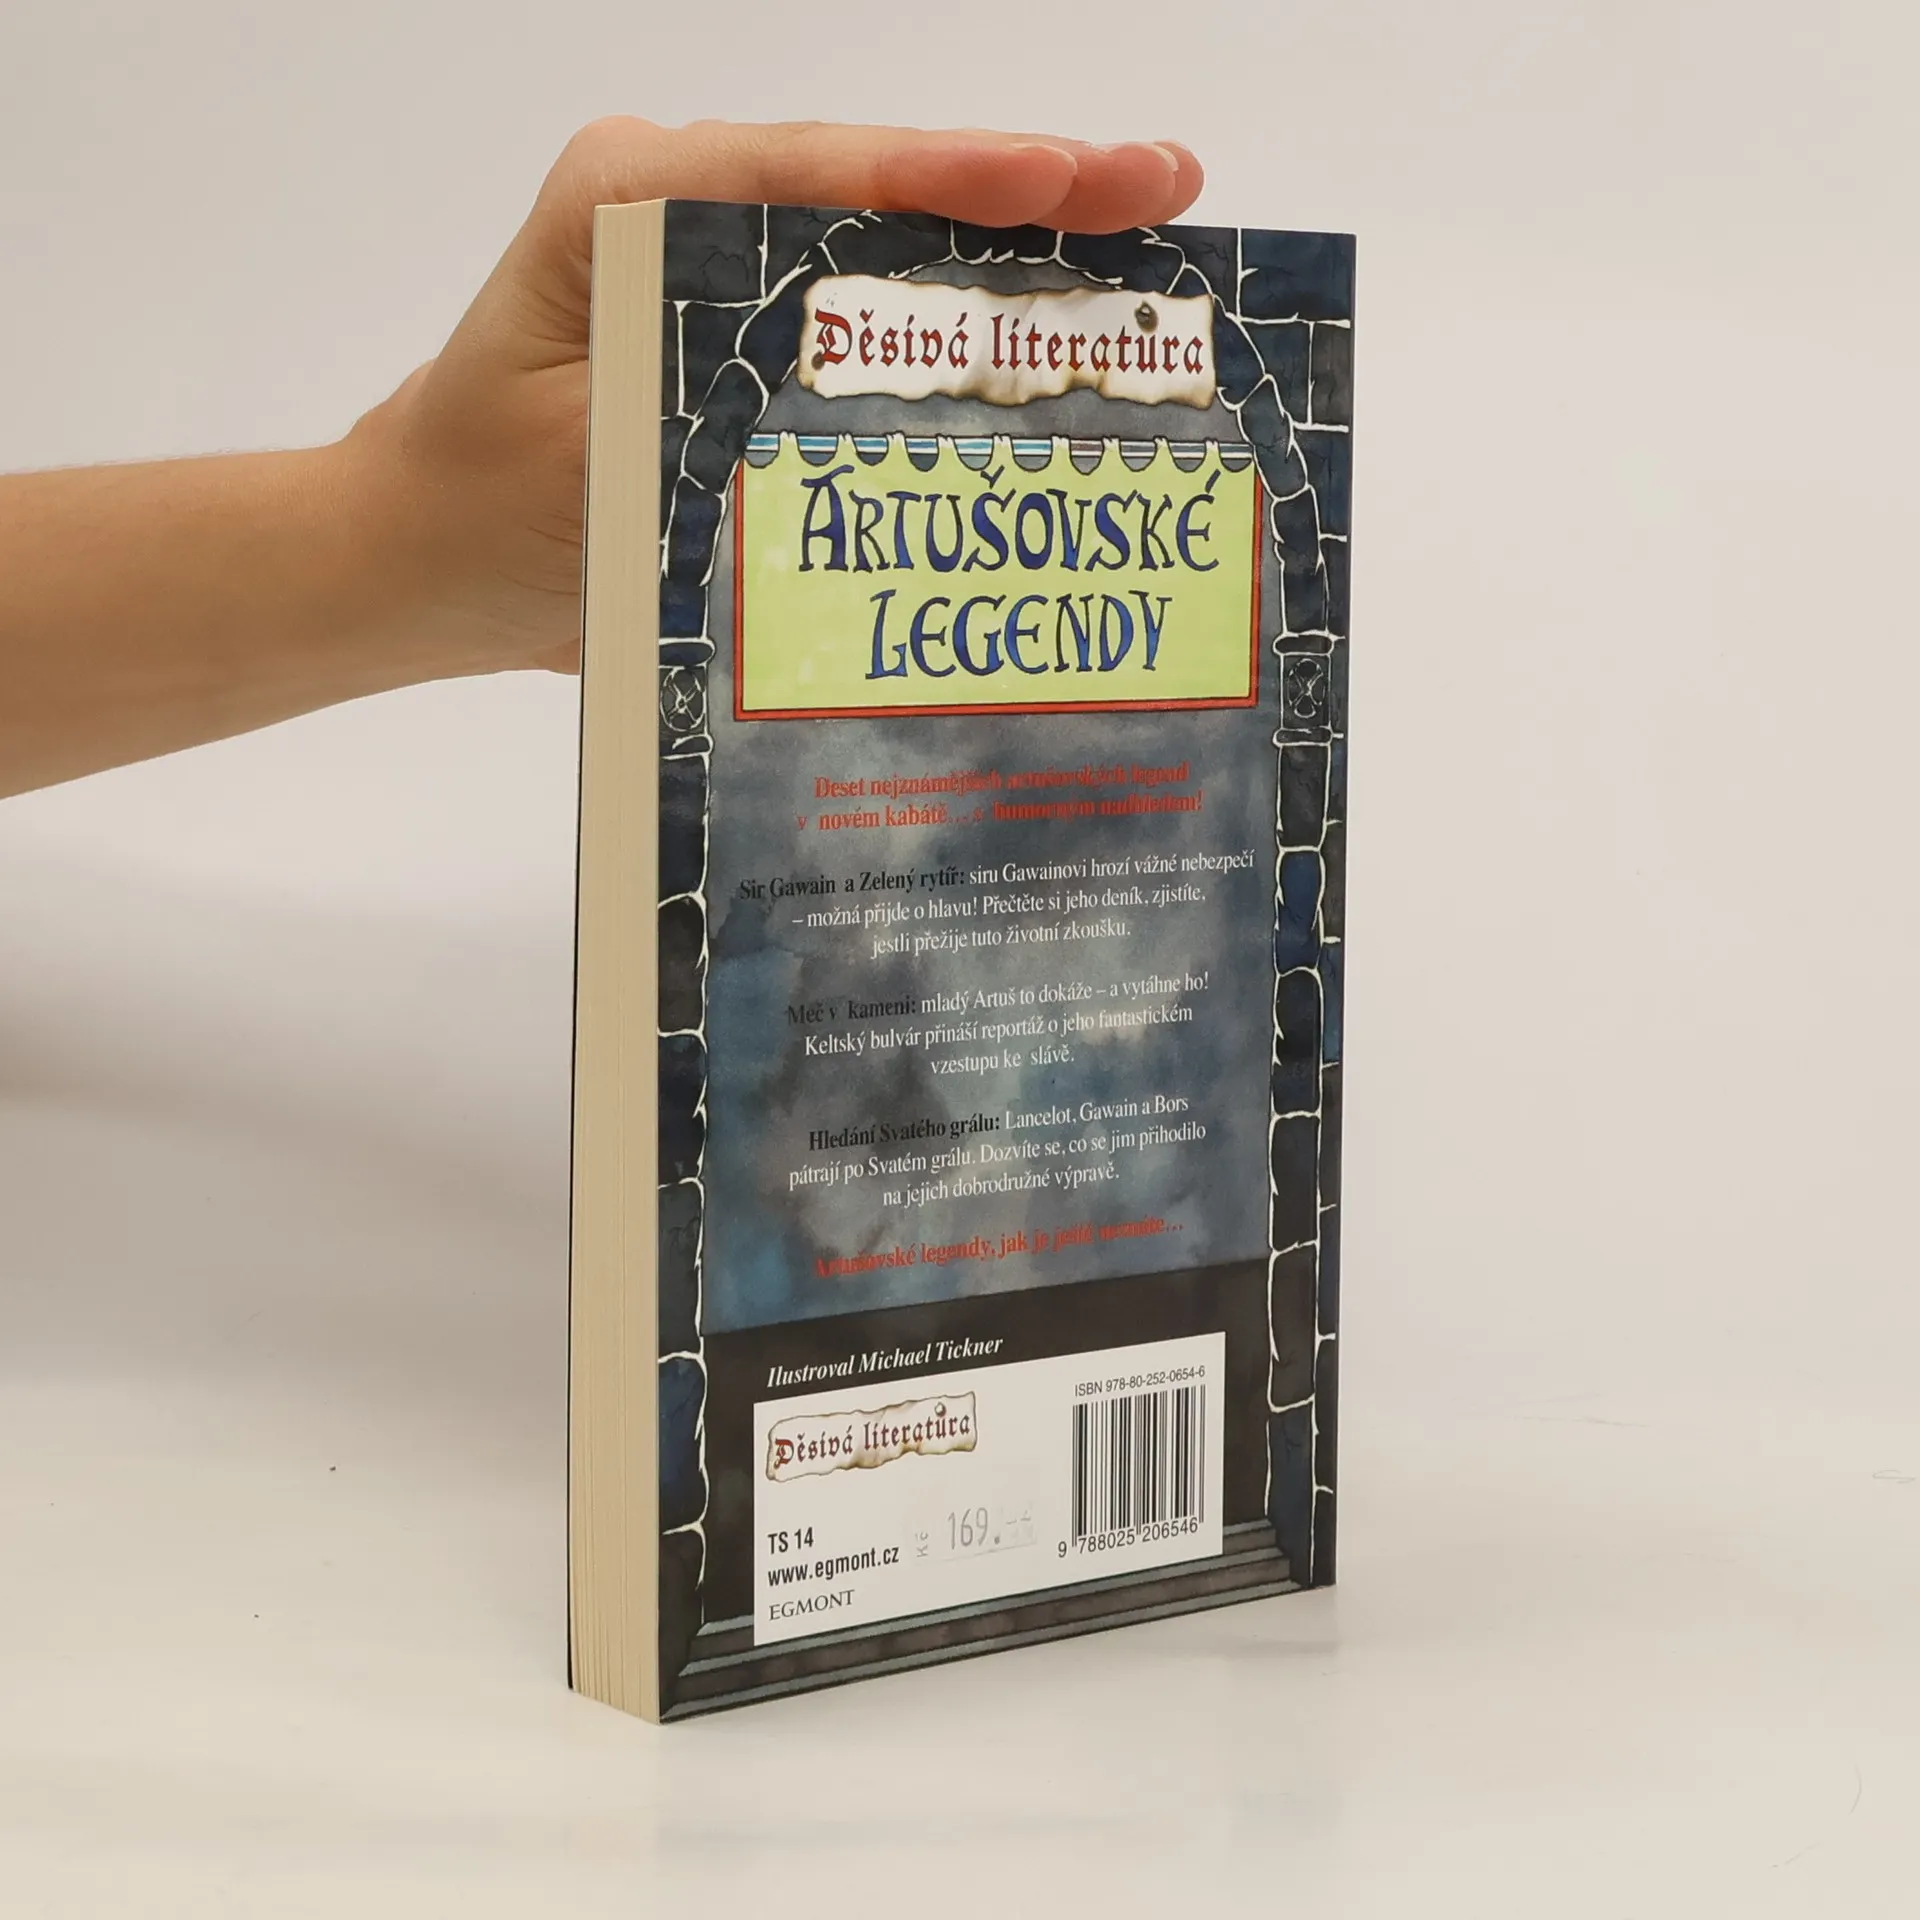 Děsivá literatura
ARTUŠOVSKÉ
LEGENDY
Deset nejznámějších artušovských legend
v novém kabátě... s humorným nadhledem!
Sir Gawain a Zelený rytíř: siru Gawainovi hrozí vážné nebezpečí
– možná přijde o hlavu! Přečtěte si jeho deník, zjistíte,
jestli přežije tuto životní zkoušku.
Meč v kameni: mladý Artuš to dokáže – a vytáhne ho!
Keltský bulvár přináší reportáž o jeho fantastickém
vzestupu ke slávě.
Hledání Svatého grálu: Lancelot, Gawain a Bors
pátrají po Svatém grálu. Dozvíte se, co se jim přihodilo
na jejich dobrodružné výpravě.
Artušovské legendy, jak je ještě neznáte...
Ilustroval Michael Tickner
ISBN 978-80-252-0654-6
Děsivá literatura
TS 14
Kč 169.--
www.egmont.cz
9 788025 206546
EGMONT